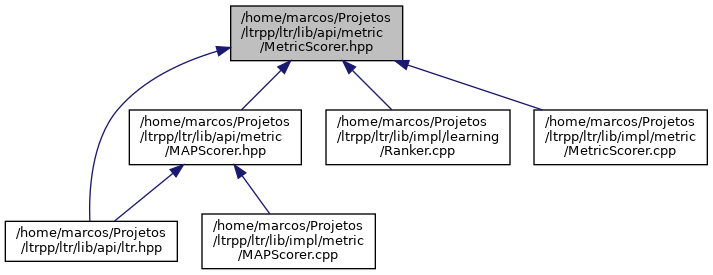 /home/marcos/Projetos
/ltrpp/ltr/lib/api/metric
/MetricScorer.hpp
/home/marcos/Projetos
/ltrpp/ltr/lib/api/metric
/MAPScorer.hpp
/home/marcos/Projetos
/ltrpp/ltr/lib/impl/learning
/Ranker.cpp
/home/marcos/Projetos
/ltrpp/ltr/lib/impl/metric
/MetricScorer.cpp
/home/marcos/Projetos
/ltrpp/ltr/lib/api/ltr.hpp
/home/marcos/Projetos
/ltrpp/ltr/lib/impl/metric
/MAPScorer.cpp